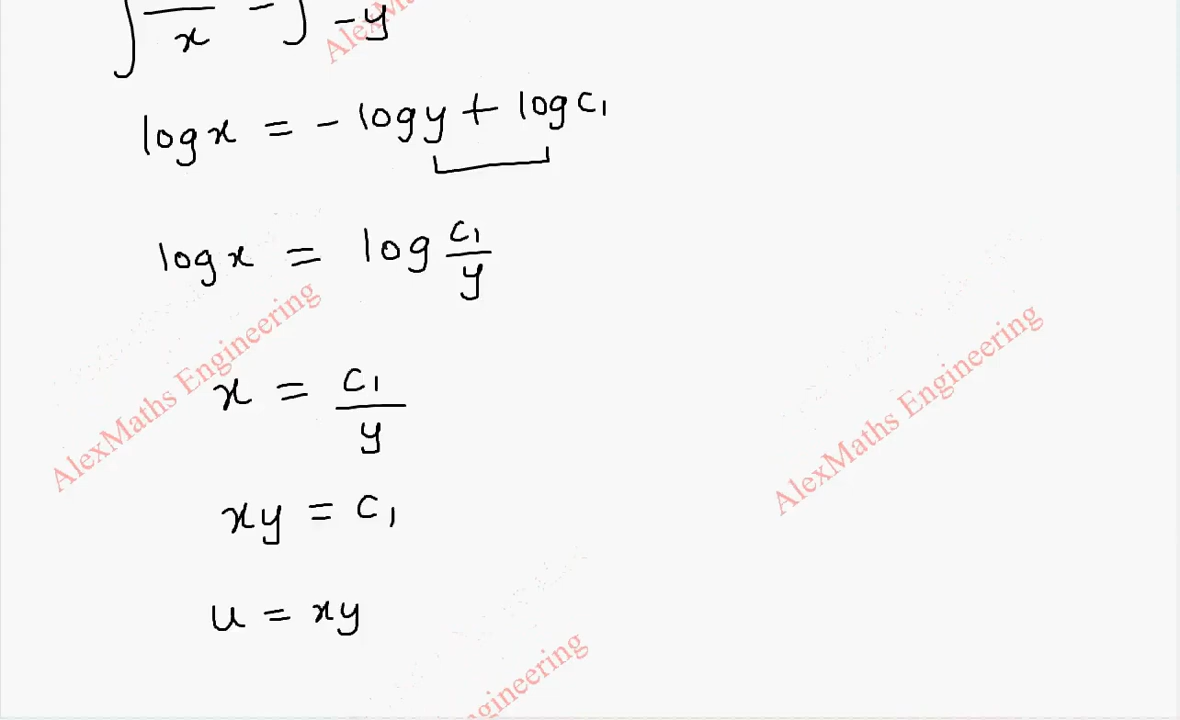 ∫ —/x = ∫ —/-y
log x = - log y + log c₁
log x = log c₁/y
x = c₁/y
xy = c₁
u = xy
AlexMaths Engineering
AlexMaths Engineering